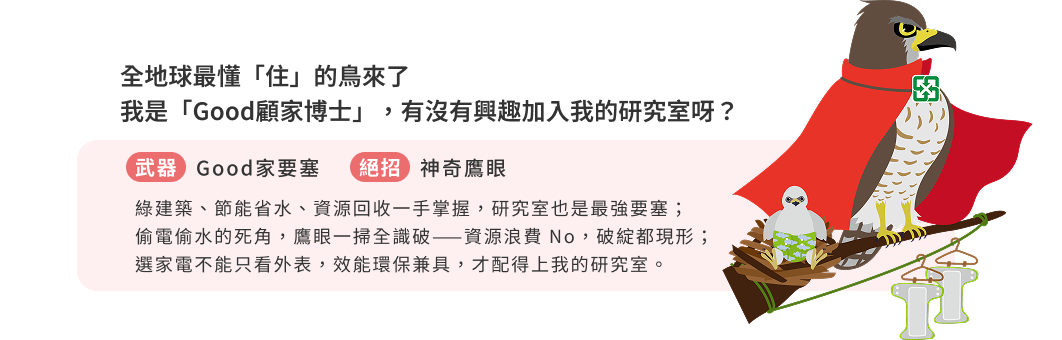 全地球最懂「住」的鳥來了
我是「Good顧家博士」，有沒有興趣加入我的研究室呀？
武器 Good家要塞 絕招 神奇鷹眼
綠建築、節能省水、資源回收一手掌握，研究室也是最強要塞；
偷電偷水的死角，鷹眼一掃全識破——資源浪費 No，破綻都現形；
選家電不能只看外表，效能環保兼具，才配得上我的研究室。